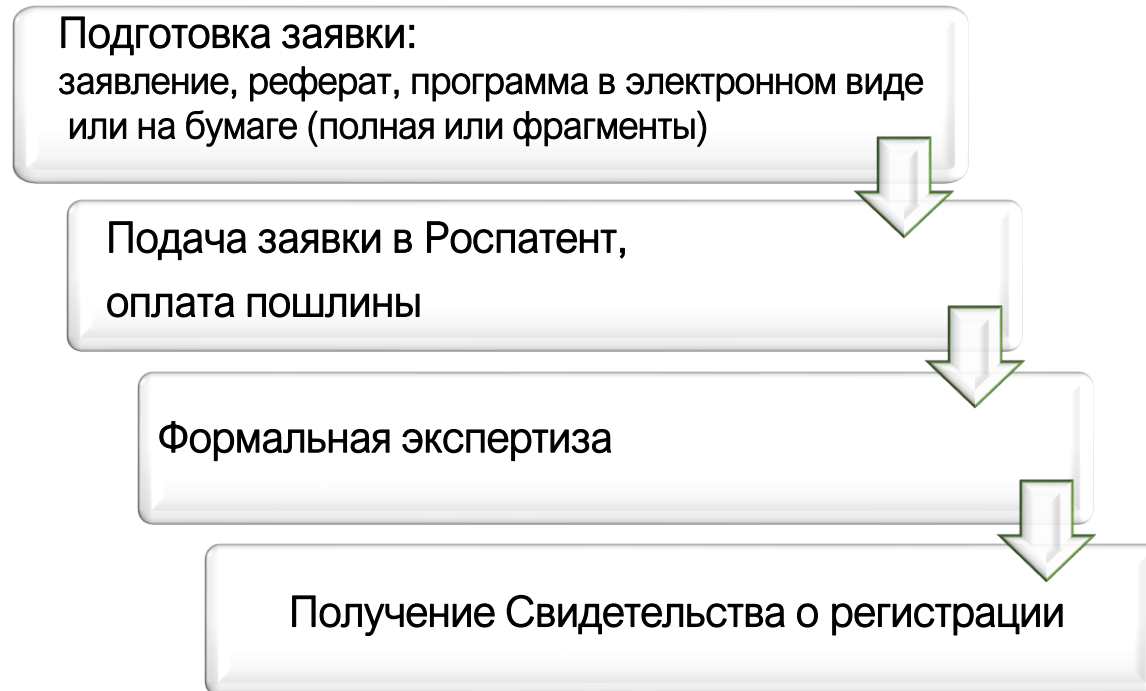 Подготовка заявки:
заявление, реферат, программа в электронном виде
или на бумаге (полная или фрагменты)
Подача заявки в Роспатент,
оплата пошлины
Формальная экспертиза
Получение Свидетельства о регистрации